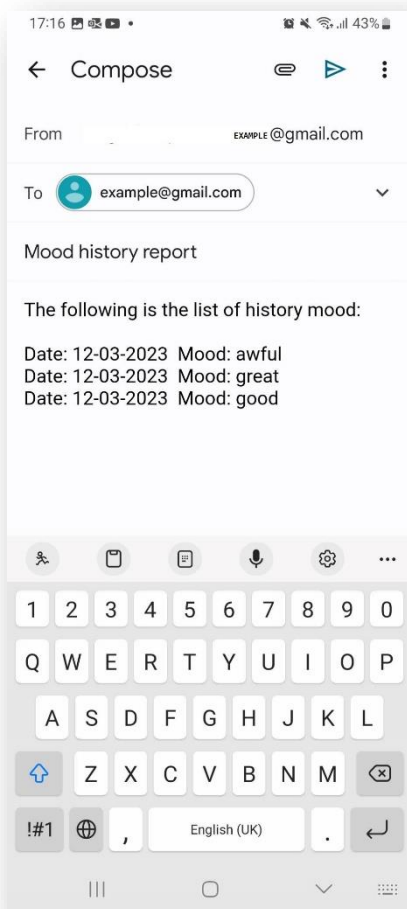 17:16 43%
Compose
From EXAMPLE @gmail.com
To example@gmail.com
Mood history report
The following is the list of history mood:
Date: 12-03-2023 Mood: awful
Date: 12-03-2023 Mood: great
Date: 12-03-2023 Mood: good
1 2 3 4 5 6 7 8 9 0
Q W E R T Y U I O P
A S D F G H J K L
Z X C V B N M
!#1 , English (UK) .